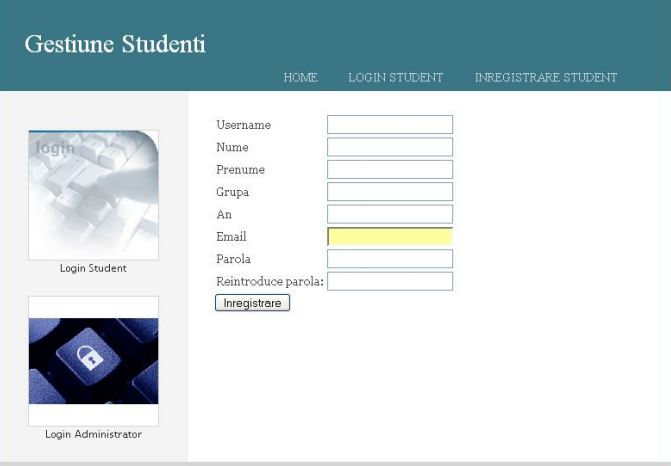 Gestiune Studenti
HOME LOGIN STUDENT INREGISTRARE STUDENT
login
Login Student
Login Administrator
Username
Nume
Prenume
Grupa
An
Email
Parola
Reintroduce parola:
Inregistrare